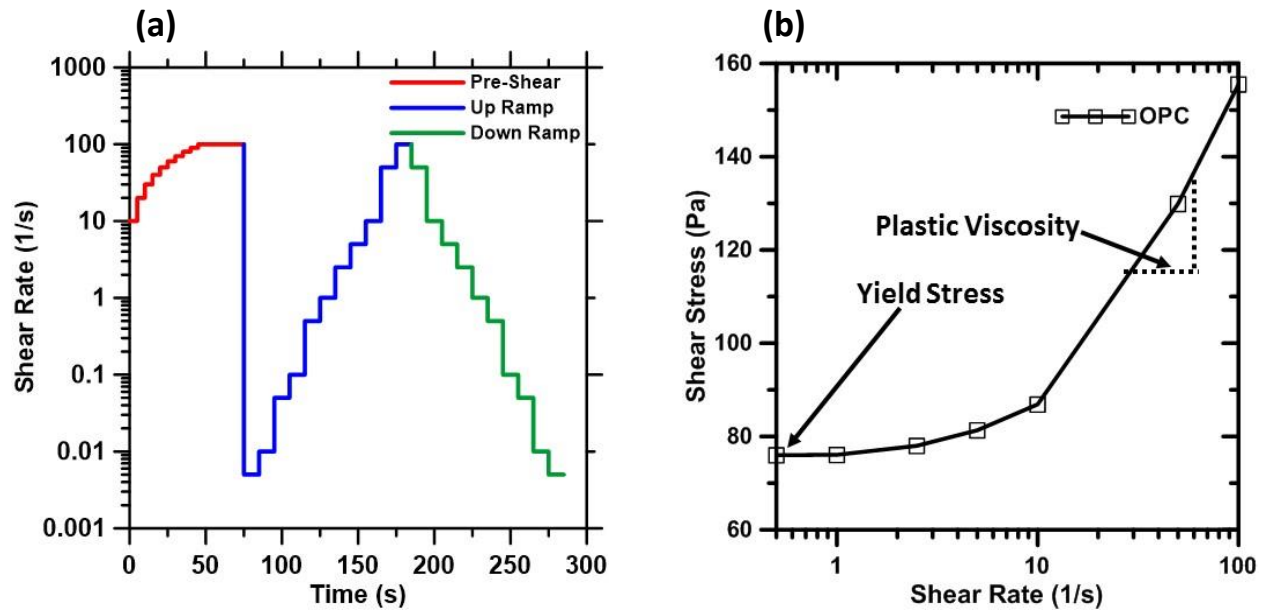 (a)
1000
100
10
1
0.1
0.01
0.001
Shear Rate (1/s)
Pre-Shear
Up Ramp
Down Ramp
0
50
100
150
200
250
300
Time (s)
(b)
160
140
120
100
80
60
Shear Stress (Pa)
OPC
Plastic Viscosity
Yield Stress
1
10
100
Shear Rate (1/s)